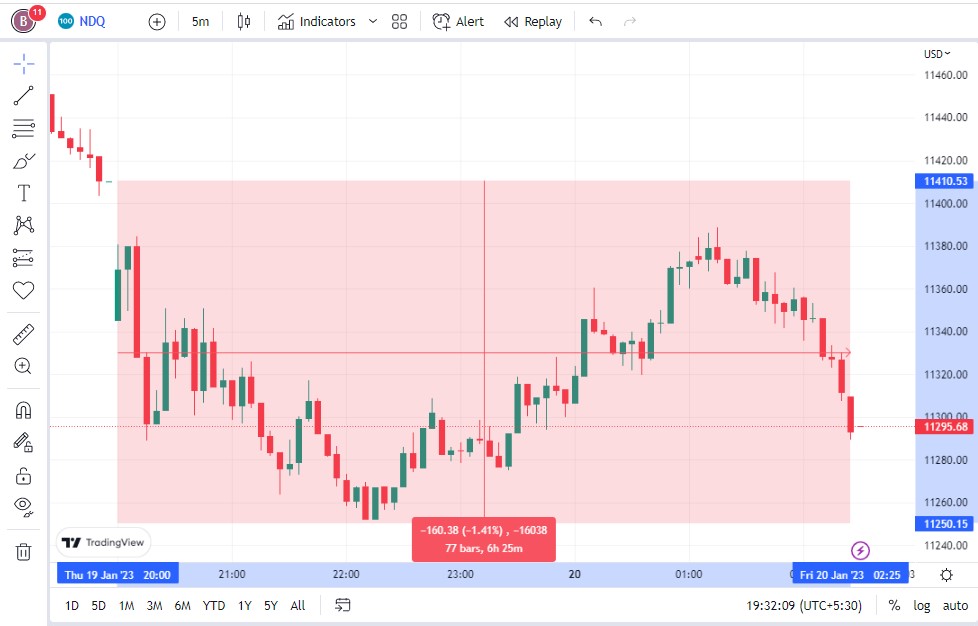 B 11 100 NDQ 5m Indicators Alert Replay
USD
11460.00
11440.00
11420.00
11410.53
11400.00
11380.00
11360.00
11340.00
11320.00
11300.00
11295.68
11280.00
11260.00
11250.15
11240.00
T
−160.38 (−1.41%) , −16038
77 bars, 6h 25m
TradingView
Thu 19 Jan '23 20:00 21:00 22:00 23:00 20 01:00 Fri 20 Jan '23 02:25
1D 5D 1M 3M 6M YTD 1Y 5Y All 19:32:09 (UTC+5:30) % log auto